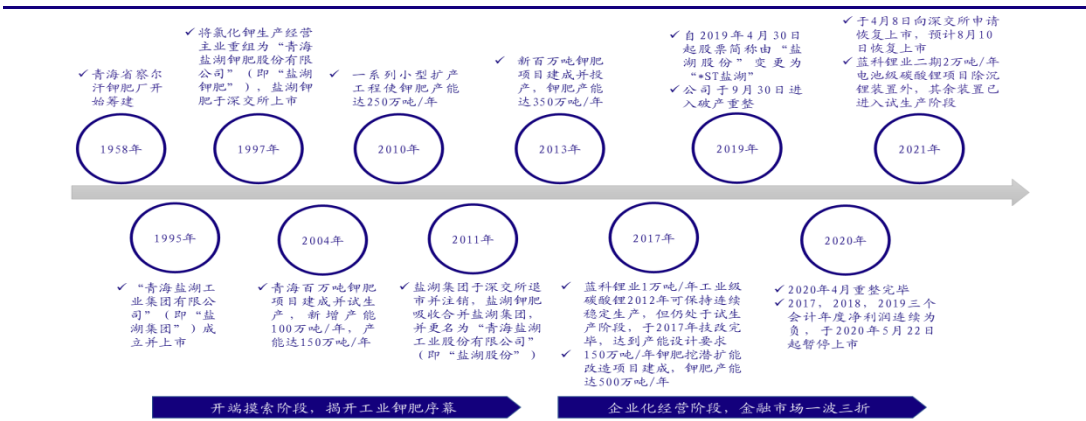 ✓ 青海省察尔
汗钾肥厂开
始筹建
1958年
✓ 将氯化钾生产经营
主业重组为“青海
盐湖钾肥股份有限
公司”（即“盐湖
钾肥”），盐湖钾
肥于深交所上市
1997年
✓ 一系列小型扩产
工程使钾肥产能
达250万吨/年
2010年
✓ 新百万吨钾肥
项目建成并投
产，钾肥产能
达350万吨/年
2013年
✓ 自2019年4月30日
起股票简称由“盐
湖股份”变更为
“*ST盐湖”
✓ 公司于9月30日进
入破产重整
2019年
✓ 于4月8日向深交所申请
恢复上市，预计8月10
日恢复上市
✓ 蓝科锂业二期2万吨/年
电池级碳酸锂项目除沉
锂装置外，其余装置已
进入试生产阶段
2021年
1995年
✓ “青海盐湖工
业集团有限公
司”（即“盐
湖集团”）成
立并上市
2004年
✓ 青海百万吨钾肥
项目建成并试生
产，新增产能
100万吨/年，产
能达150万吨/年
2011年
✓ 盐湖集团于深交所退
市并注销，盐湖钾肥
吸收合并盐湖集团，
并更名为“青海盐湖
工业股份有限公司”
（即“盐湖股份”）
2017年
✓ 蓝科锂业1万吨/年工业级
碳酸锂2012年可保持连续
稳定生产，但仍处于试生
产阶段，于2017年技改完
毕，达到产能设计要求
✓ 150万吨/年钾肥挖潜扩能
改造项目建成，钾肥产能
达500万吨/年
2020年
✓ 2020年4月重整完毕
✓ 2017，2018，2019三个
会计年度净利润连续为
负，于2020年5月22日
起暂停上市
开端摸索阶段，揭开工业钾肥序幕
企业化经营阶段，金融市场一波三折